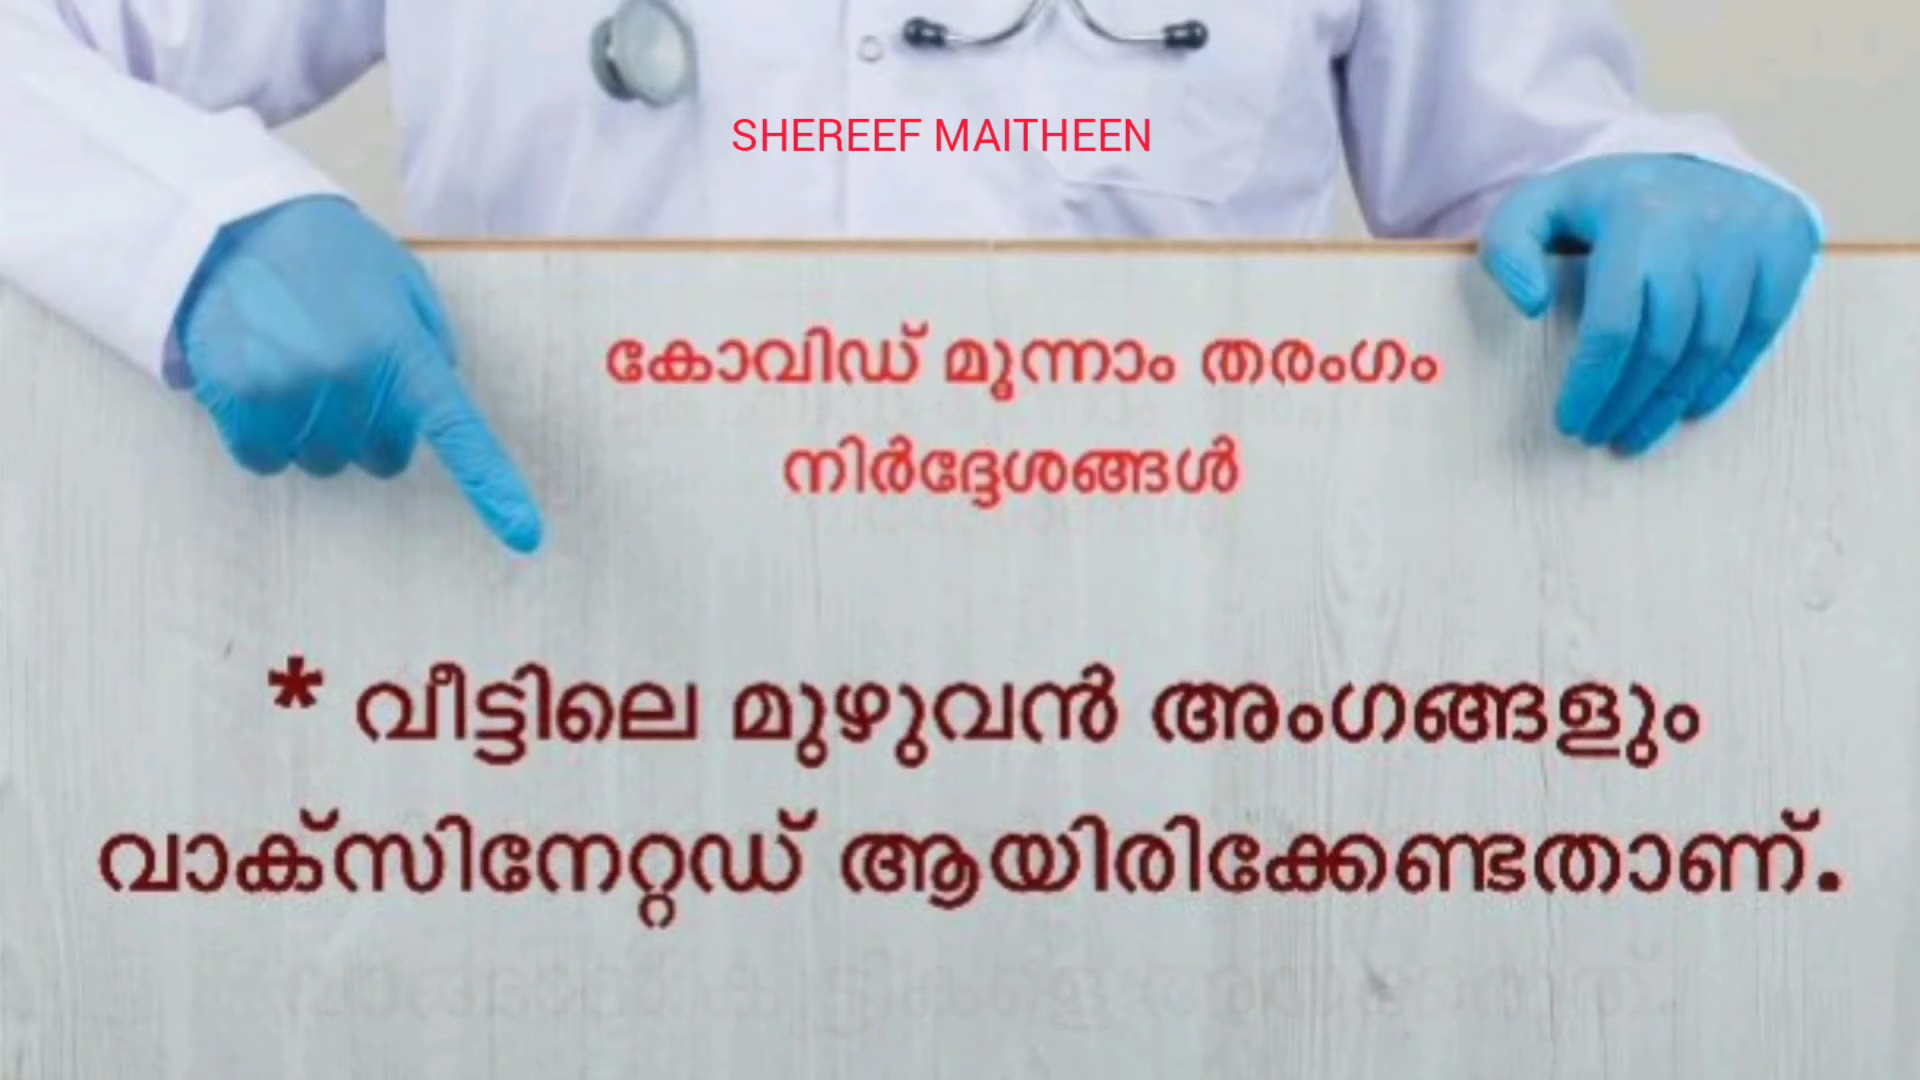 SHEREEF MAITHEEN
കോവിഡ് മൂന്നാം തരംഗം
നിർദ്ദേശങ്ങൾ
* വീട്ടിലെ മുഴുവൻ അംഗങ്ങളും
വാക്സിനേറ്റഡ് ആയിരിക്കേണ്ടതാണ്.